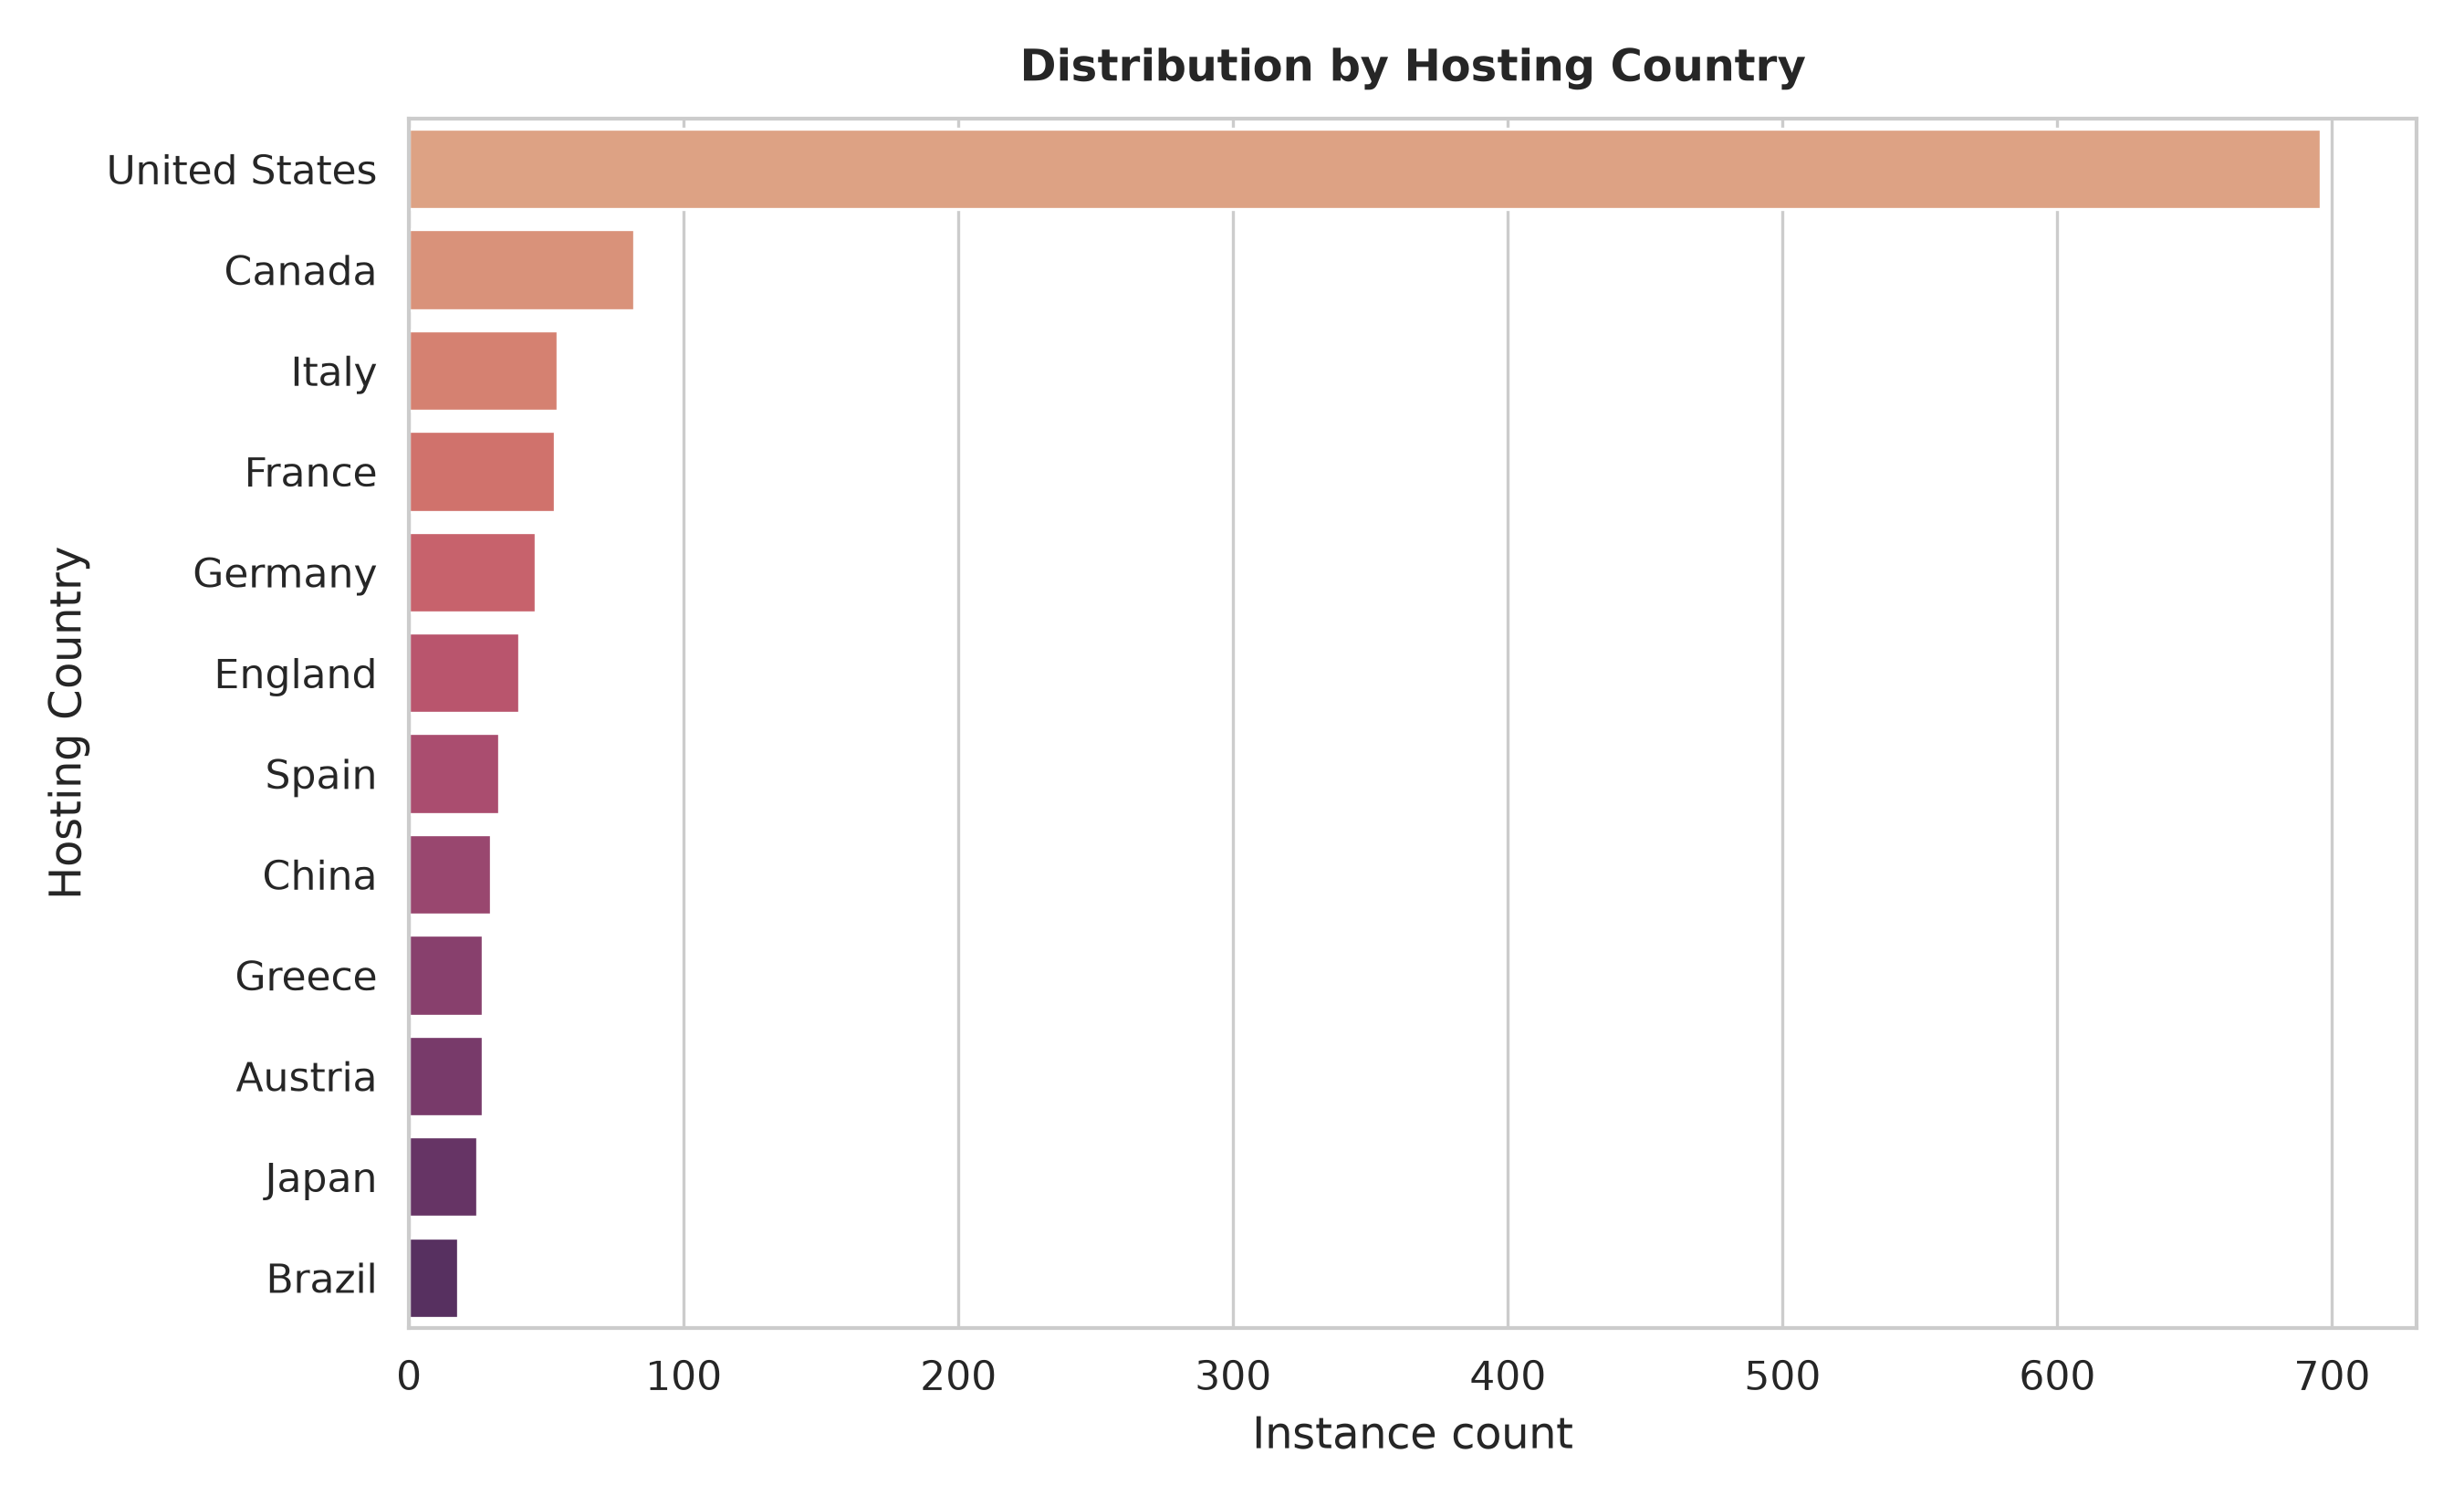 Distribution by Hosting Country
Hosting Country
United States
Canada
Italy
France
Germany
England
Spain
China
Greece
Austria
Japan
Brazil
0 100 200 300 400 500 600 700
Instance count